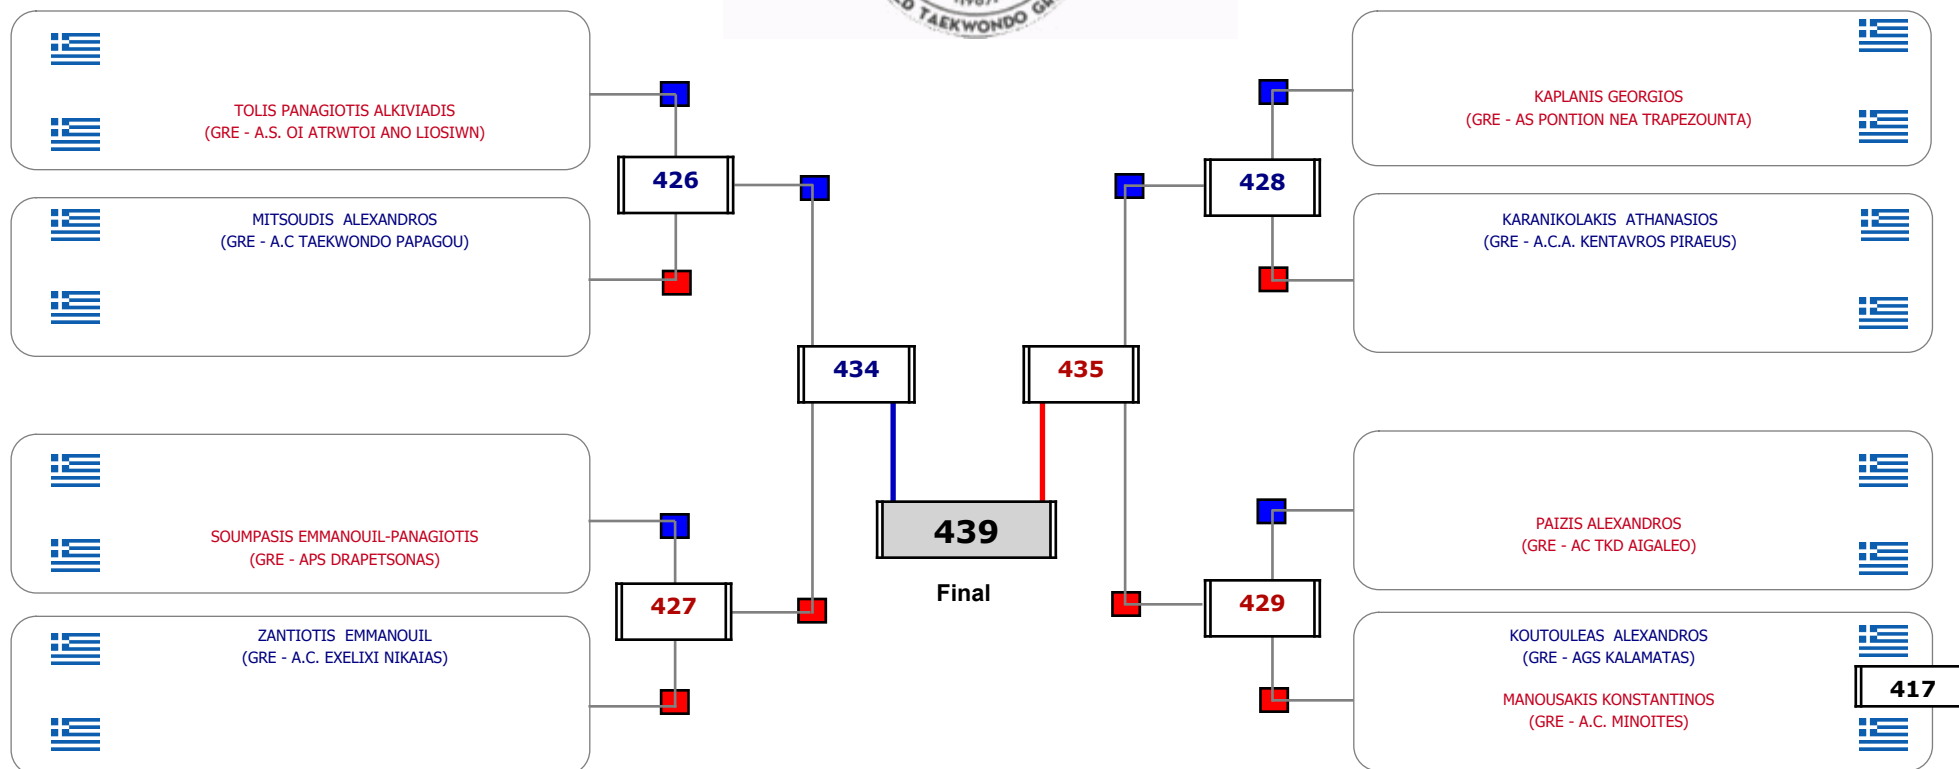 TAEKWONDO
TOLIS PANAGIOTIS ALKIVIADIS
(GRE - A.S. OI ATRWTOI ANO LIOSIWN)
426
MITSOUDIS ALEXANDROS
(GRE - A.C TAEKWONDO PAPAGOU)
434
SOUMPASIS EMMANOUIL-PANAGIOTIS
(GRE - APS DRAPETSONAS)
427
ZANTIOTIS EMMANOUIL
(GRE - A.C. EXELIXI NIKAIAS)
439
Final
KAPLANIS GEORGIOS
(GRE - AS PONTION NEA TRAPEZOUNTA)
428
KARANIKOLAKIS ATHANASIOS
(GRE - A.C.A. KENTAVROS PIRAEUS)
435
PAIZIS ALEXANDROS
(GRE - AC TKD AIGALEO)
429
KOUTOULEAS ALEXANDROS
(GRE - AGS KALAMATAS)
417
MANOUSAKIS KONSTANTINOS
(GRE - A.C. MINOITES)